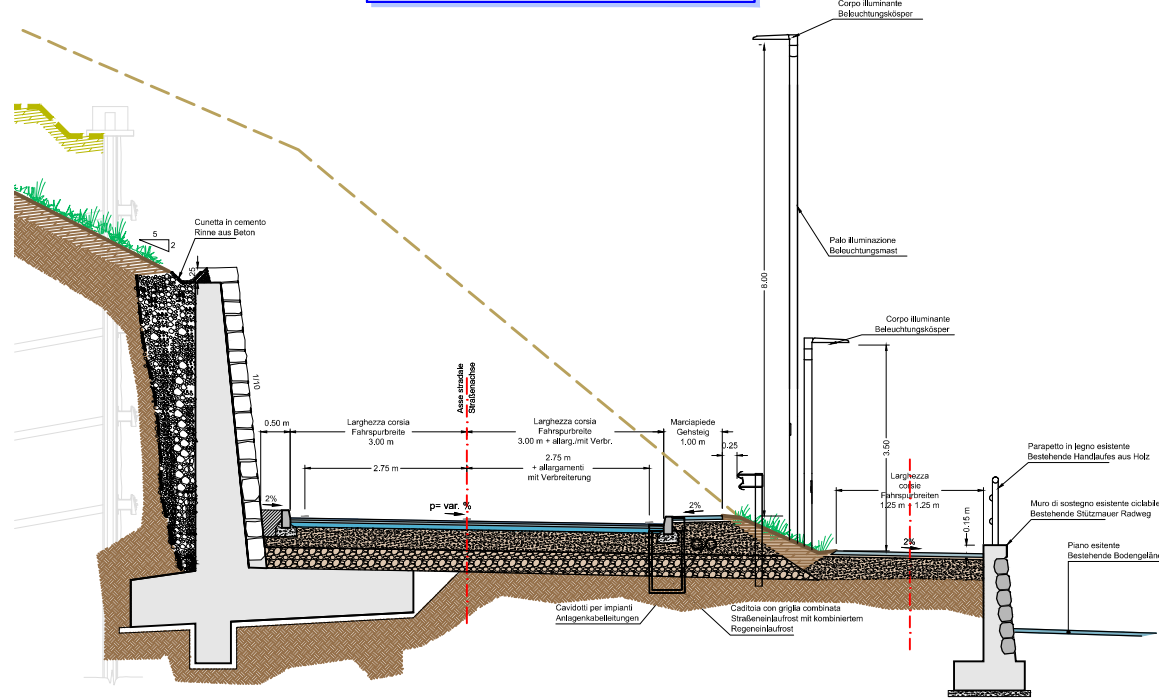 Corpo illuminante
Beleuchtungskösper
Cunetta in cemento
Rinne aus Beton
5
2
25
Palo illuminazione
Beleuchtungsmast
8.00
Corpo illuminante
Beleuchtungskösper
1/10
Asse stradale
Straßenachse
0.50 m
Larghezza corsia
Fahrspurbreite
3.00 m
Larghezza corsia
Fahrspurbreite
3.00 m + allarg./mit Verbr.
Marciapiede
Gehsteig
1.00 m
0.25
3.50
2.75 m
2.75 m
+ allargamenti
mit Verbreiterung
Parapetto in legno esistente
Bestehende Handlaufes aus Holz
Larghezza
corsie
Fahrspurbreiten
1.25 m + 1.25 m
2%
p= var. %
2%
Muro di sostegno esistente ciclabile
Bestehende Stützmauer Radweg
0.15 m
2%
Piano esitente
Bestehende Bodengelän
Cavidotti per impianti
Anlagenkabelleitungen
Caditoia con griglia combinata
Straßeneinlaufrost mit kombiniertem
Regeneinlaufrost